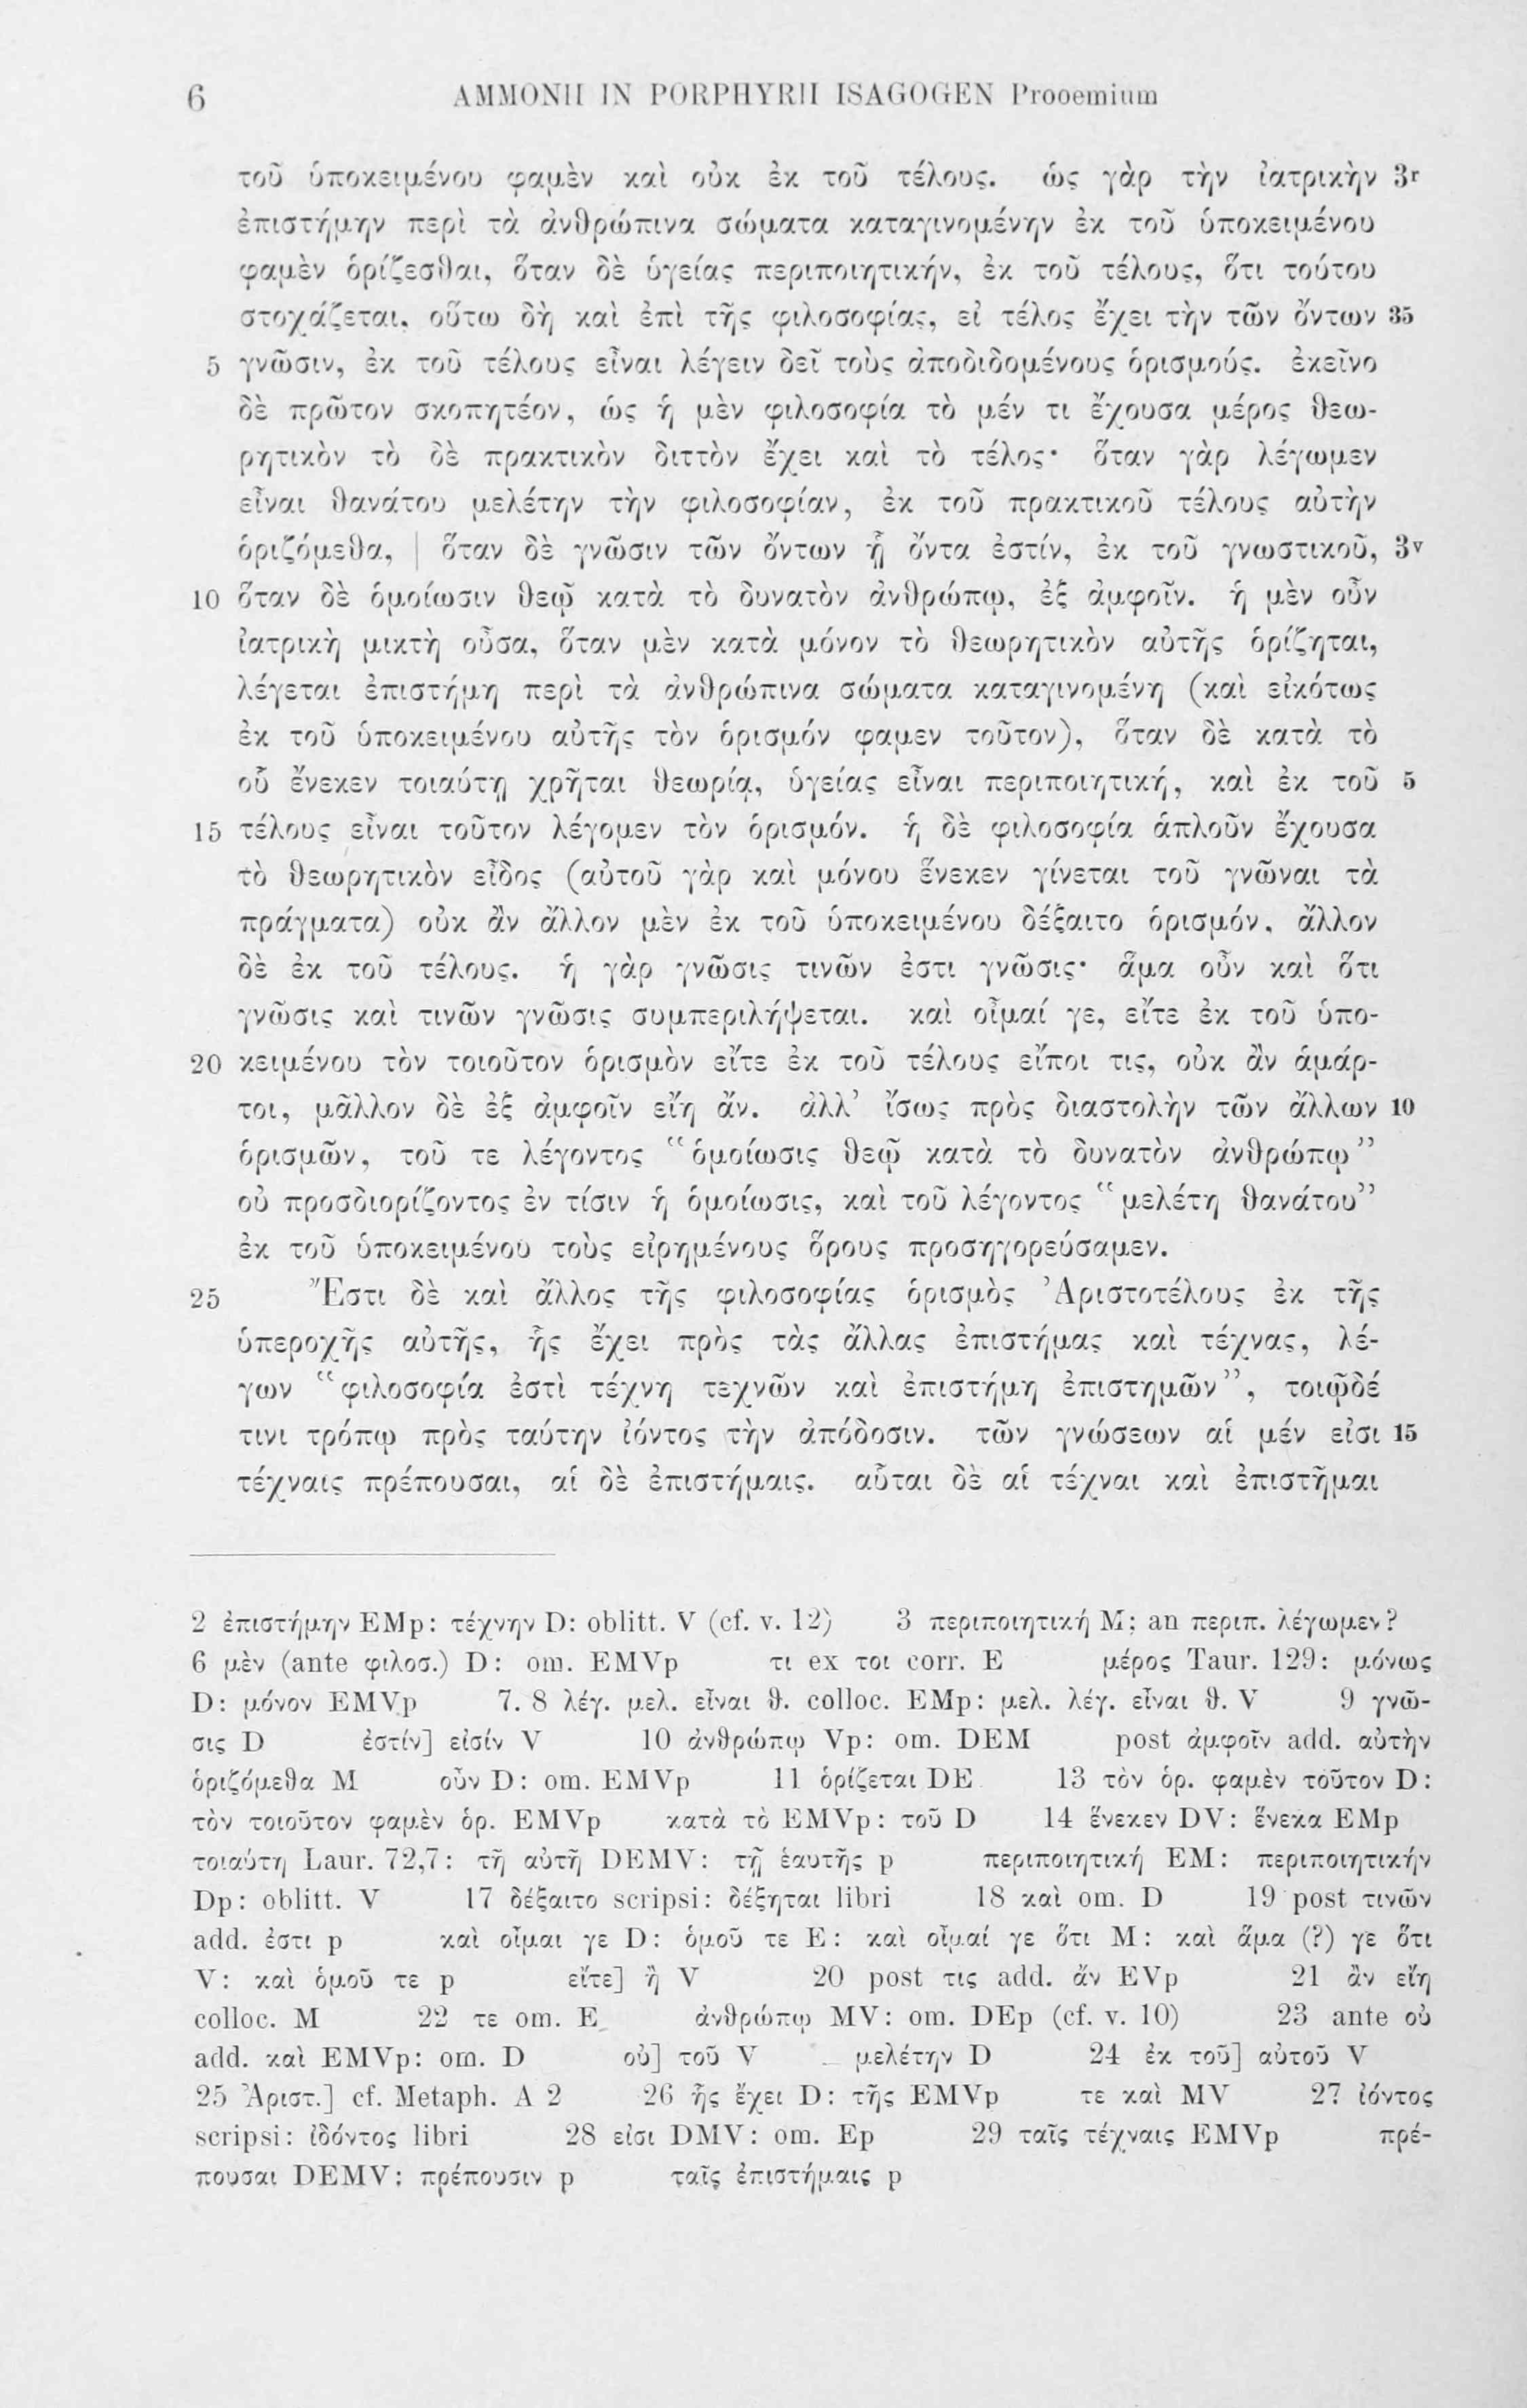 6 AMMONII IN PORPHYRII ISAGOGEN Prooemium
τοῦ ὑποκειμένου φαμὲν καὶ οὐκ ἐκ τοῦ τέλους. ὡς γὰρ τὴν ἰατρικὴν 3r
ἐπιστήμην περὶ τὰ ἀνθρώπινα σώματα καταγινομένην ἐκ τοῦ ὑποκειμένου
φαμὲν ὁρίζεσθαι, ὅταν δὲ ὑγείας περιποιητικήν, ἐκ τοῦ τέλους, ὅτι τούτου
στοχάζεται, οὕτω δὴ καὶ ἐπὶ τῆς φιλοσοφίας, εἰ τέλος ἔχει τὴν τῶν ὄντων 35
5 γνῶσιν, ἐκ τοῦ τέλους εἶναι λέγειν δεῖ τοὺς ἀποδιδομένους ὁρισμούς. ἐκεῖνο
δὲ πρῶτον σκοπητέον, ὡς ἡ μὲν φιλοσοφία τὸ μέν τι ἔχουσα μέρος θεω-
ρητικὸν τὸ δὲ πρακτικὸν διττὸν ἔχει καὶ τὸ τέλος· ὅταν γὰρ λέγωμεν
εἶναι θανάτου μελέτην τὴν φιλοσοφίαν, ἐκ τοῦ πρακτικοῦ τέλους αὐτὴν
ὁριζόμεθα, | ὅταν δὲ γνῶσιν τῶν ὄντων ᾗ ὄντα ἐστίν, ἐκ τοῦ γνωστικοῦ, 3v
10 ὅταν δὲ ὁμοίωσιν θεῷ κατὰ τὸ δυνατὸν ἀνθρώπῳ, ἐξ ἀμφοῖν. ἡ μὲν οὖν
ἰατρικὴ μικτὴ οὖσα, ὅταν μὲν κατὰ μόνον τὸ θεωρητικὸν αὐτῆς ὁρίζηται,
λέγεται ἐπιστήμη περὶ τὰ ἀνθρώπινα σώματα καταγινομένη (καὶ εἰκότως
ἐκ τοῦ ὑποκειμένου αὐτῆς τὸν ὁρισμόν φαμεν τοῦτον), ὅταν δὲ κατὰ τὸ
οὗ ἕνεκεν τοιαύτῃ χρῆται θεωρίᾳ, ὑγείας εἶναι περιποιητική, καὶ ἐκ τοῦ 5
15 τέλους εἶναι τοῦτον λέγομεν τὸν ὁρισμόν. ἡ δὲ φιλοσοφία ἁπλοῦν ἔχουσα
τὸ θεωρητικὸν εἶδος (αὐτοῦ γὰρ καὶ μόνου ἕνεκεν γίνεται τοῦ γνῶναι τὰ
πράγματα) οὐκ ἂν ἄλλον μὲν ἐκ τοῦ ὑποκειμένου δέξαιτο ὁρισμόν, ἄλλον
δὲ ἐκ τοῦ τέλους. ἡ γὰρ γνῶσις τινῶν ἐστι γνῶσις· ἅμα οὖν καὶ ὅτι
γνῶσις καὶ τινῶν γνῶσις συμπεριλήψεται. καὶ οἶμαί γε, εἴτε ἐκ τοῦ ὑπο-
20 κειμένου τὸν τοιοῦτον ὁρισμὸν εἴτε ἐκ τοῦ τέλους εἴποι τις, οὐκ ἂν ἁμάρ-
τοι, μᾶλλον δὲ ἐξ ἀμφοῖν εἴη ἄν. ἀλλ’ ἴσως πρὸς διαστολὴν τῶν ἄλλων 10
ὁρισμῶν, τοῦ τε λέγοντος “ὁμοίωσις θεῷ κατὰ τὸ δυνατὸν ἀνθρώπῳ”
οὐ προσδιορίζοντος ἐν τίσιν ἡ ὁμοίωσις, καὶ τοῦ λέγοντος “μελέτη θανάτου”
ἐκ τοῦ ὑποκειμένου τοὺς εἰρημένους ὅρους προσηγορεύσαμεν.
25 Ἔστι δὲ καὶ ἄλλος τῆς φιλοσοφίας ὁρισμὸς Ἀριστοτέλους ἐκ τῆς
ὑπεροχῆς αὐτῆς, ἧς ἔχει πρὸς τὰς ἄλλας ἐπιστήμας καὶ τέχνας, λέ-
γων “φιλοσοφία ἐστὶ τέχνη τεχνῶν καὶ ἐπιστήμη ἐπιστημῶν”, τοιῷδέ
τινι τρόπῳ πρὸς ταύτην ἰόντος τὴν ἀπόδοσιν. τῶν γνώσεων αἱ μέν εἰσι 15
τέχναις πρέπουσαι, αἱ δὲ ἐπιστήμαις. αὗται δὲ αἱ τέχναι καὶ ἐπιστῆμαι
2 ἐπιστήμην EMp: τέχνην D: oblitt. V (cf. v. 12) 3 περιποιητική M; an περιπ. λέγωμεν?
6 μὲν (ante φιλοσ.) D: om. EMVp τι ex τοι corr. E μέρος Taur. 129: μόνως
D: μόνον EMVp 7. 8 λέγ. μελ. εἶναι θ. colloc. EMp: μελ. λέγ. εἶναι θ. V 9 γνῶ-
σις D ἐστίν] εἰσίν V 10 ἀνθρώπῳ Vp: om. DEM post ἀμφοῖν add. αὐτὴν
ὁριζόμεθα M οὖν D: om. EMVp 11 ὁρίζεται DE 13 τὸν ὁρ. φαμὲν τοῦτον D:
τὸν τοιοῦτον φαμὲν ὁρ. EMVp κατὰ τὸ EMVp: τοῦ D 14 ἕνεκεν DV: ἕνεκα EMp
τοιαύτη Laur. 72,7: τῆ αὐτῆ DEMV: τῇ ἑαυτῆς p περιποιητική EM: περιποιητικήν
Dp: oblitt. V 17 δέξαιτο scripsi: δέξηται libri 18 καὶ om. D 19 post τινῶν
add. ἐστι p καὶ οἶμαι γε D: ὁμοῦ τε E: καὶ οἶμαί γε ὅτι M: καὶ ἅμα (?) γε ὅτι
V: καὶ ὁμοῦ τε p εἴτε] ἢ V 20 post τις add. ἄν EVp 21 ἂν εἴη
colloc. M 22 τε om. E ἀνθρώπῳ MV: om. DEp (cf. v. 10) 23 ante οὐ
add. καὶ EMVp: om. D οὐ] τοῦ V μελέτην D 24 ἐκ τοῦ] αὐτοῦ V
25 Ἀριστ.] cf. Metaph. A 2 26 ἧς ἔχει D: τῆς EMVp τε καὶ MV 27 ἰόντος
scripsi: ἰδόντος libri 28 εἰσι DMV: om. Ep 29 ταῖς τέχναις EMVp πρέ-
πουσαι DEMV: πρέπουσιν p ταῖς ἐπιστήμαις p